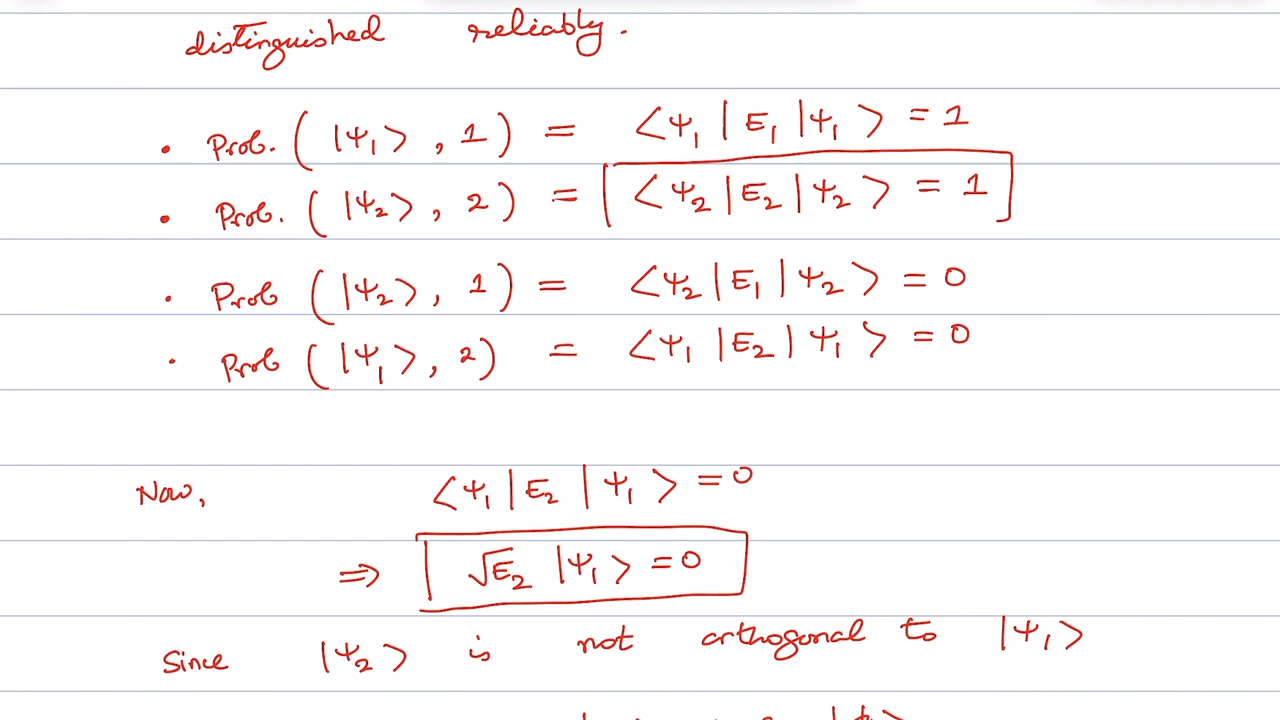 distinguished reliably.
• Prob. ( |Ψ₁⟩ , 1 ) = ⟨Ψ₁ | E₁ | Ψ₁⟩ = 1
• Prob. ( |Ψ₂⟩ , 2 ) = ⟨Ψ₂ | E₂ | Ψ₂⟩ = 1
• Prob ( |Ψ₂⟩ , 1 ) = ⟨Ψ₂ | E₁ | Ψ₂⟩ = 0
• Prob ( |Ψ₁⟩ , 2 ) = ⟨Ψ₁ | E₂ | Ψ₁⟩ = 0
Now, ⟨Ψ₁ | E₂ | Ψ₁⟩ = 0
⇒ √E₂ |Ψ₁⟩ = 0
Since |Ψ₂⟩ is not orthogonal to |Ψ₁⟩